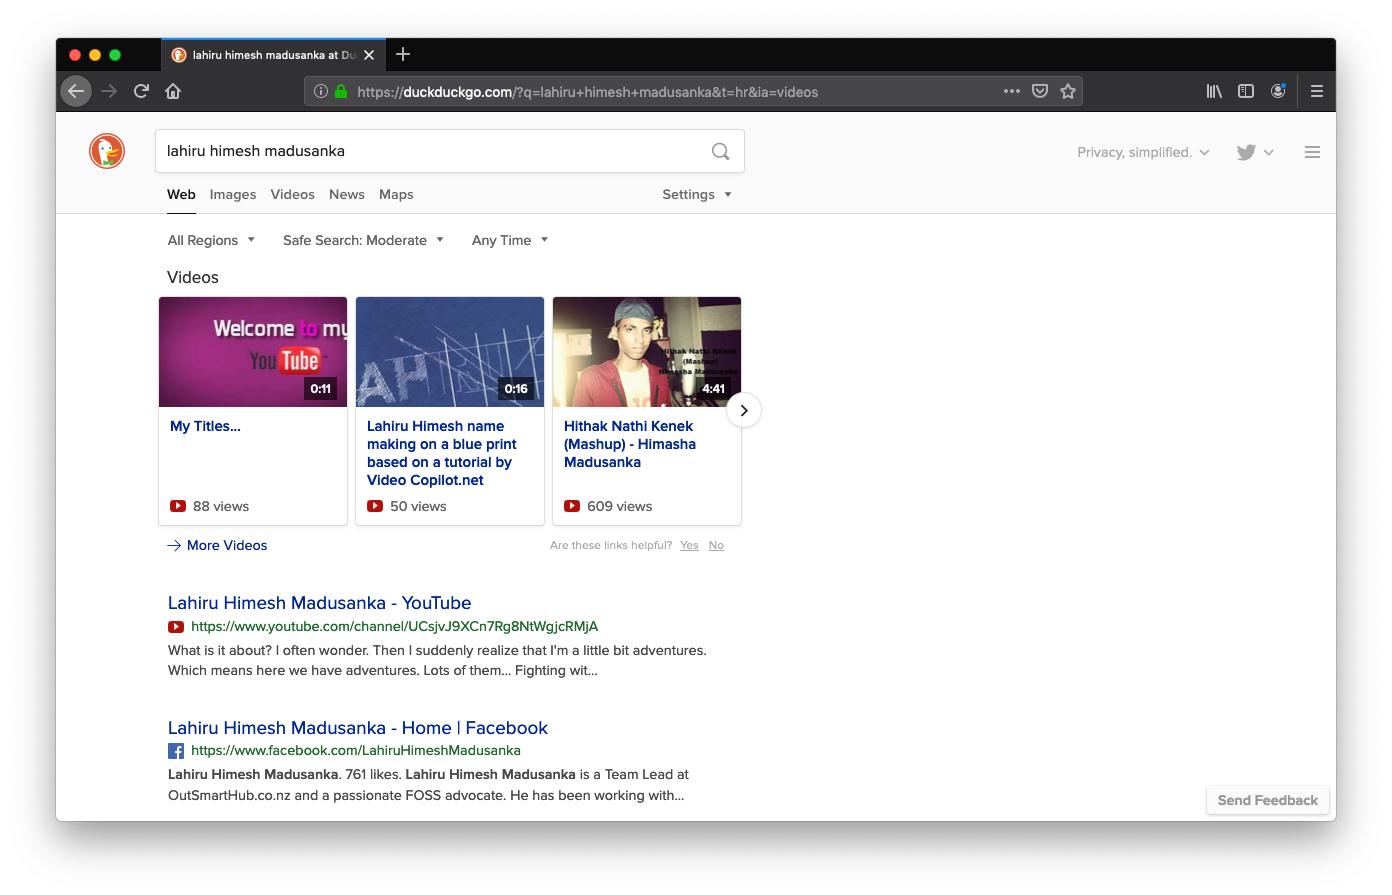 lahiru himesh madusanka at Du
https://duckduckgo.com/?q=lahiru+himesh+madusanka&t=hr&ia=videos
lahiru himesh madusanka
Privacy, simplified.
Web Images Videos News Maps Settings
All Regions Safe Search: Moderate Any Time
Videos
Welcome to my
YouTube
0:11
My Titles...
88 views
AP
0:16
Lahiru Himesh name
making on a blue print
based on a tutorial by
Video Copilot.net
50 views
Hithak Nathi Kenek
(Mashup)
Himasha Madusanka
4:41
Hithak Nathi Kenek
(Mashup) - Himasha
Madusanka
609 views
More Videos
Are these links helpful? Yes No
Lahiru Himesh Madusanka - YouTube
https://www.youtube.com/channel/UCsjvJ9XCn7Rg8NtWgjcRMjA
What is it about? I often wonder. Then I suddenly realize that I'm a little bit adventures.
Which means here we have adventures. Lots of them... Fighting wit...
Lahiru Himesh Madusanka - Home | Facebook
https://www.facebook.com/LahiruHimeshMadusanka
Lahiru Himesh Madusanka. 761 likes. Lahiru Himesh Madusanka is a Team Lead at
OutSmartHub.co.nz and a passionate FOSS advocate. He has been working with...
Send Feedback